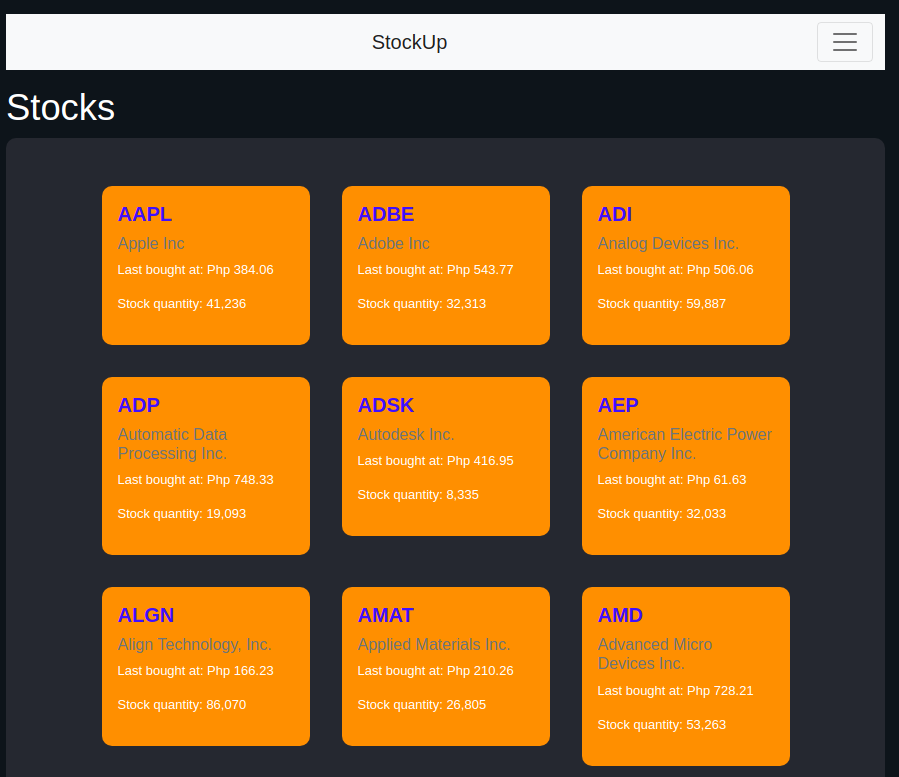 StockUp
Stocks
AAPL
Apple Inc
Last bought at: Php 384.06
Stock quantity: 41,236
ADBE
Adobe Inc
Last bought at: Php 543.77
Stock quantity: 32,313
ADI
Analog Devices Inc.
Last bought at: Php 506.06
Stock quantity: 59,887
ADP
Automatic Data
Processing Inc.
Last bought at: Php 748.33
Stock quantity: 19,093
ADSK
Autodesk Inc.
Last bought at: Php 416.95
Stock quantity: 8,335
AEP
American Electric Power
Company Inc.
Last bought at: Php 61.63
Stock quantity: 32,033
ALGN
Align Technology, Inc.
Last bought at: Php 166.23
Stock quantity: 86,070
AMAT
Applied Materials Inc.
Last bought at: Php 210.26
Stock quantity: 26,805
AMD
Advanced Micro
Devices Inc.
Last bought at: Php 728.21
Stock quantity: 53,263